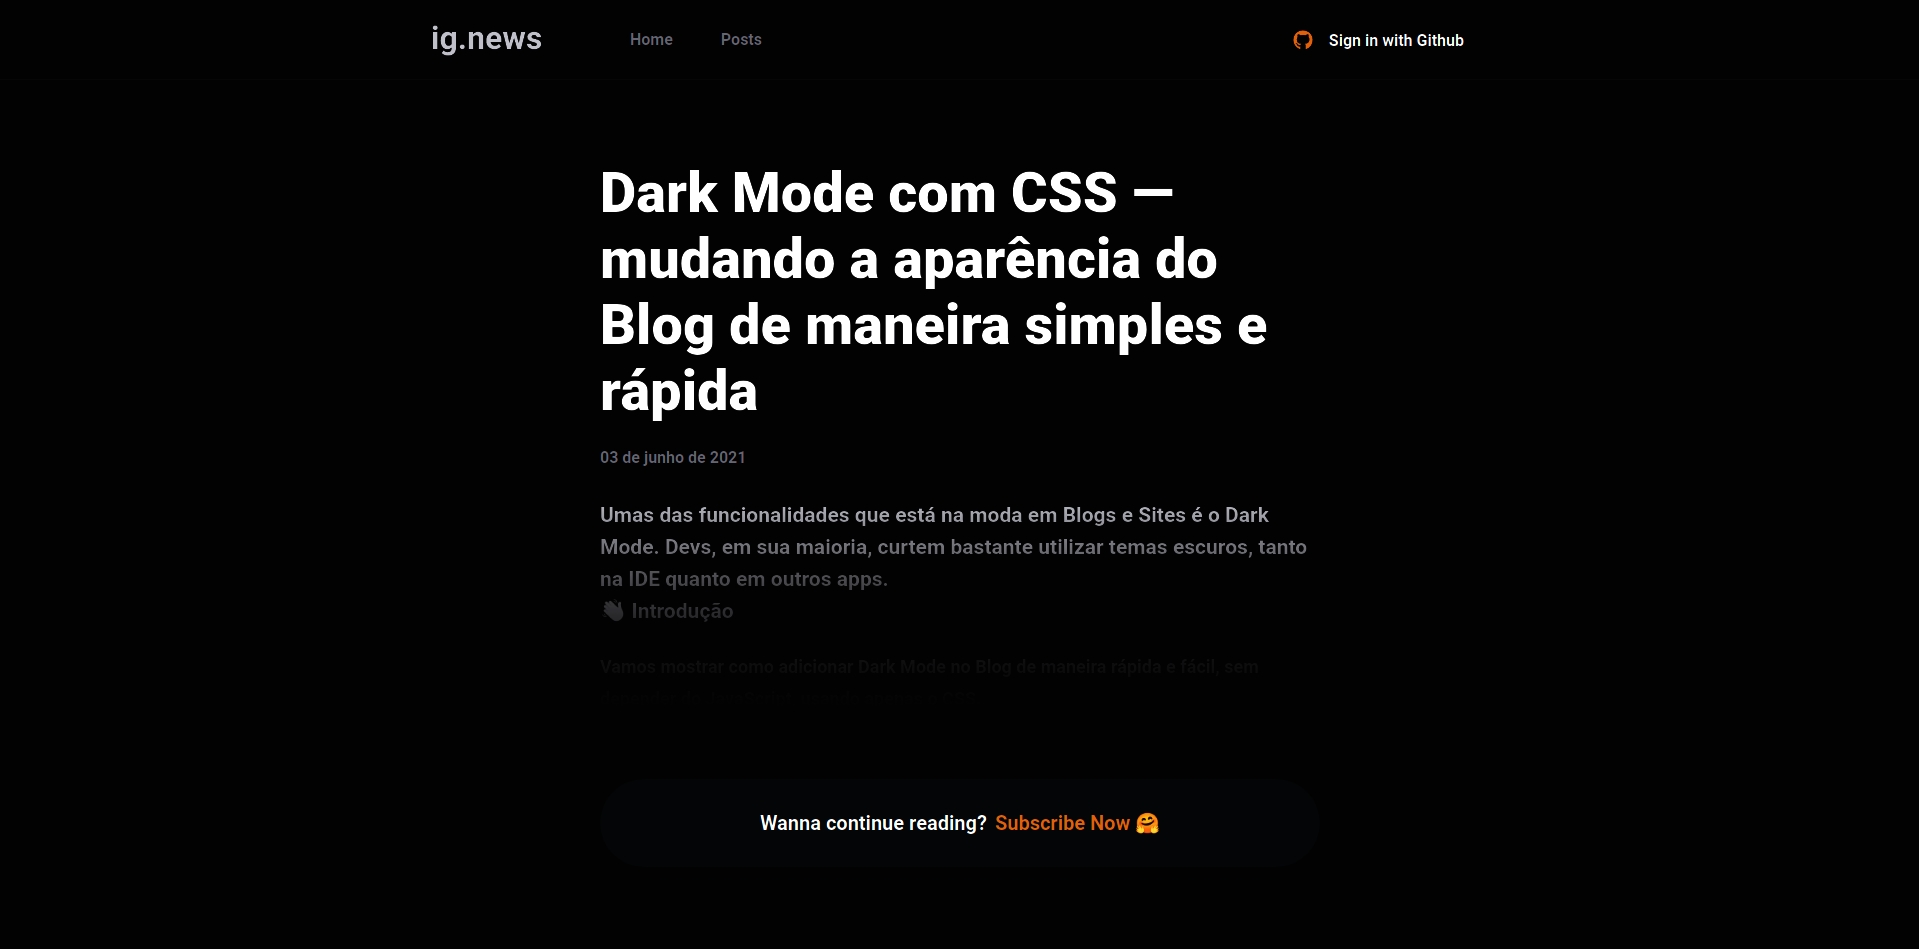 ig.news
Home
Posts
Sign in with Github
Dark Mode com CSS —
mudando a aparência do
Blog de maneira simples e
rápida
03 de junho de 2021
Umas das funcionalidades que está na moda em Blogs e Sites é o Dark
Mode. Devs, em sua maioria, curtem bastante utilizar temas escuros, tanto
na IDE quanto em outros apps.
👋 Introdução
Vamos mostrar como adicionar Dark Mode no Blog de maneira rápida e fácil, sem
Wanna continue reading? Subscribe Now 🤗